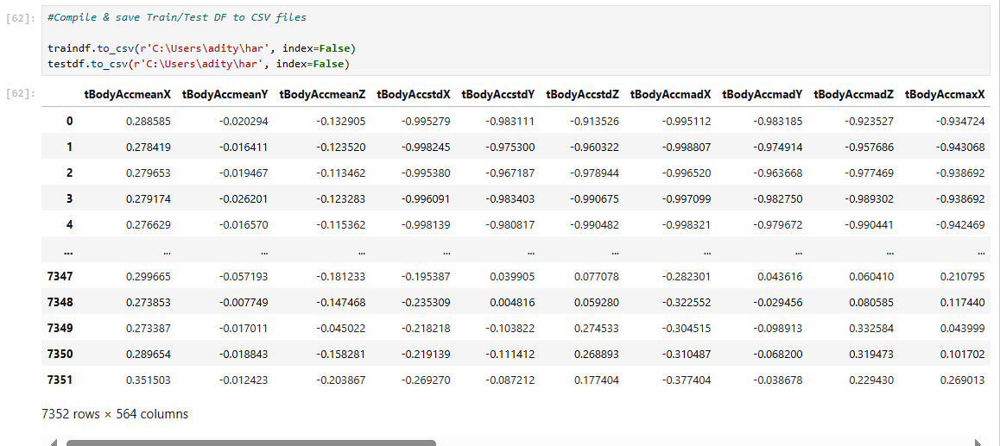 [62]: #Compile & save Train/Test DF to CSV files
traindf.to_csv(r'C:\Users\adity\har', index=False)
testdf.to_csv(r'C:\Users\adity\har', index=False)
[62]: tBodyAccmeanX tBodyAccmeanY tBodyAccmeanZ tBodyAccstdX tBodyAccstdY tBodyAccstdZ tBodyAccmadX tBodyAccmadY tBodyAccmadZ tBodyAccmaxX
0 0.288585 -0.020294 -0.132905 -0.995279 -0.983111 -0.913526 -0.995112 -0.983185 -0.923527 -0.934724
1 0.278419 -0.016411 -0.123520 -0.998245 -0.975300 -0.960322 -0.998807 -0.974914 -0.957686 -0.943068
2 0.279653 -0.019467 -0.113462 -0.995380 -0.967187 -0.978944 -0.996520 -0.963668 -0.977469 -0.938692
3 0.279174 -0.026201 -0.123283 -0.996091 -0.983403 -0.990675 -0.997099 -0.982750 -0.989302 -0.938692
4 0.276629 -0.016570 -0.115362 -0.998139 -0.980817 -0.990482 -0.998321 -0.979672 -0.990441 -0.942469
... ... ... ... ... ... ... ... ... ... ...
7347 0.299665 -0.057193 -0.181233 -0.195387 0.039905 0.077078 -0.282301 0.043616 0.060410 0.210795
7348 0.273853 -0.007749 -0.147468 -0.235309 0.004816 0.059280 -0.322552 -0.029456 0.080585 0.117440
7349 0.273387 -0.017011 -0.045022 -0.218218 -0.103822 0.274533 -0.304515 -0.098913 0.332584 0.043999
7350 0.289654 -0.018843 -0.158281 -0.219139 -0.111412 0.268893 -0.310487 -0.068200 0.319473 0.101702
7351 0.351503 -0.012423 -0.203867 -0.269270 -0.087212 0.177404 -0.377404 -0.038678 0.229430 0.269013
7352 rows × 564 columns